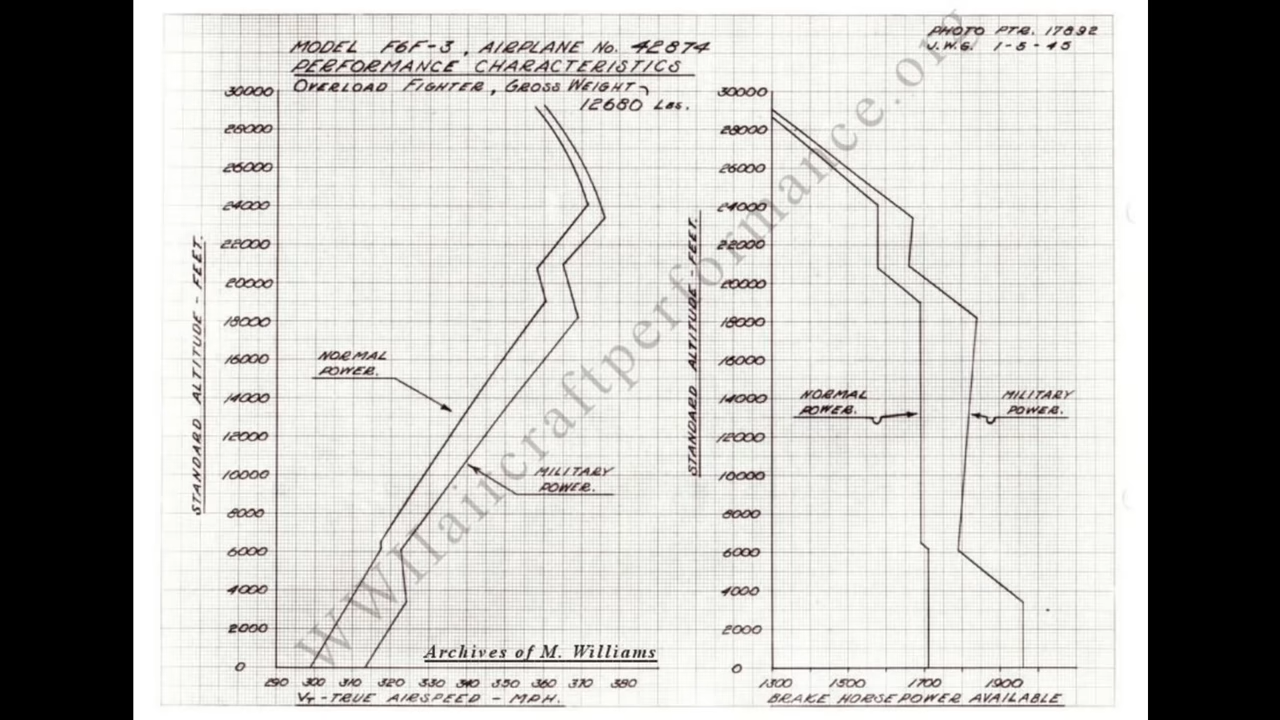 MODEL F6F-3, AIRPLANE No. 42874
PERFORMANCE CHARACTERISTICS
OVERLOAD FIGHTER, GROSS WEIGHT~
12680 LBS.
PHOTO PTR. 17892
J.W.G. 1-5-45
30000
28000
26000
24000
22000
20000
18000
16000
14000
12000
10000
8000
6000
4000
2000
0
STANDARD ALTITUDE - FEET.
NORMAL
POWER.
MILITARY
POWER.
290 300 310 320 330 340 350 360 370 380
VT - TRUE AIRSPEED - MPH.
30000
28000
26000
24000
22000
20000
18000
16000
14000
12000
10000
8000
6000
4000
2000
0
STANDARD ALTITUDE - FEET.
NORMAL
POWER.
MILITARY
POWER.
1300 1500 1700 1900
BRAKE HORSEPOWER AVAILABLE
Archives of M. Williams
www.wwiiaircraftperformance.org